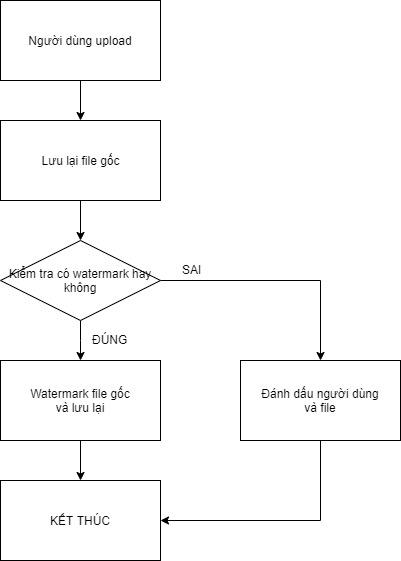 Người dùng upload
Lưu lại file gốc
Kiểm tra có watermark hay
không
SAI
ĐÚNG
Watermark file gốc
và lưu lại
Đánh dấu người dùng
và file
KẾT THÚC